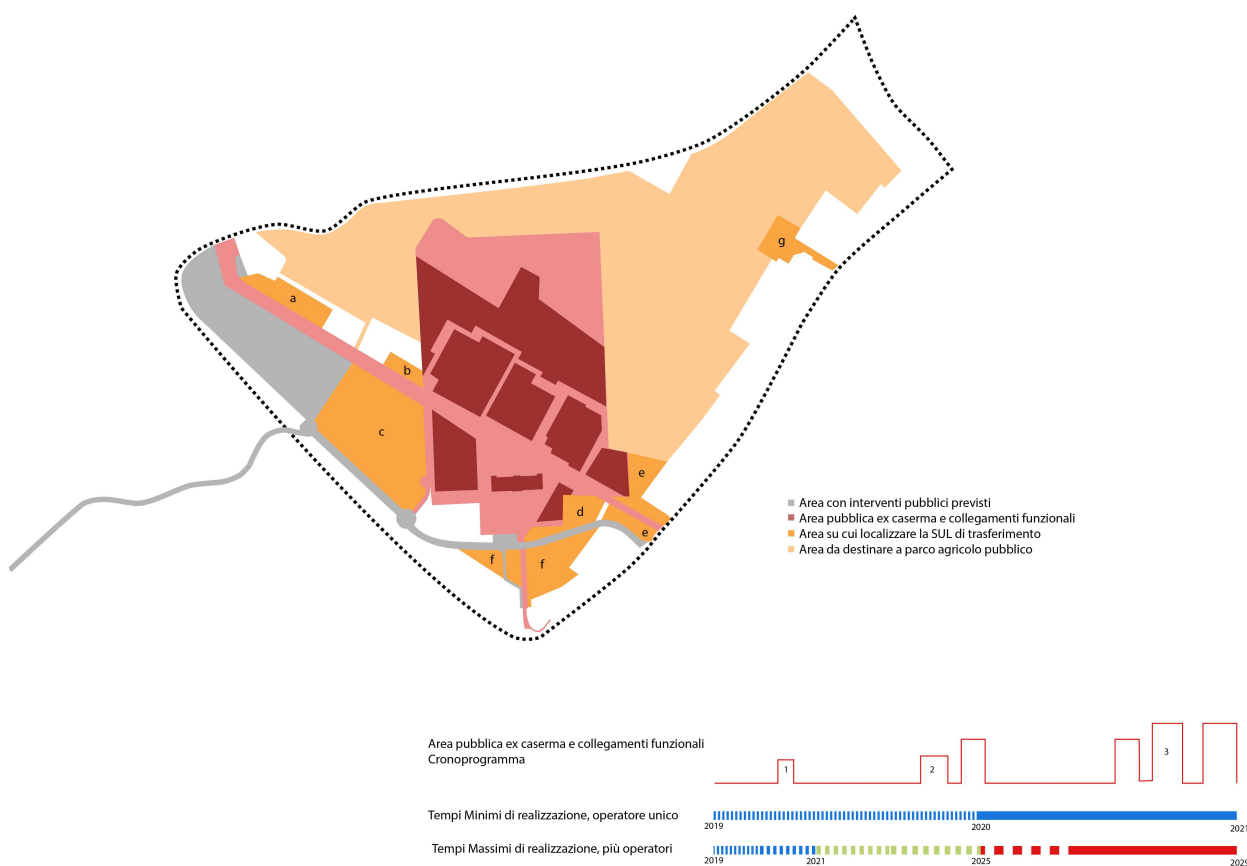 g
a
b
c
e
d
e
f
f
Area con interventi pubblici previsti
Area pubblica ex caserma e collegamenti funzionali
Area su cui localizzare la SUL di trasferimento
Area da destinare a parco agricolo pubblico
Area pubblica ex caserma e collegamenti funzionali
Cronoprogramma
1
2
3
Tempi Minimi di realizzazione, operatore unico
2019
2020
2021
Tempi Massimi di realizzazione, più operatori
2019
2021
2025
2029